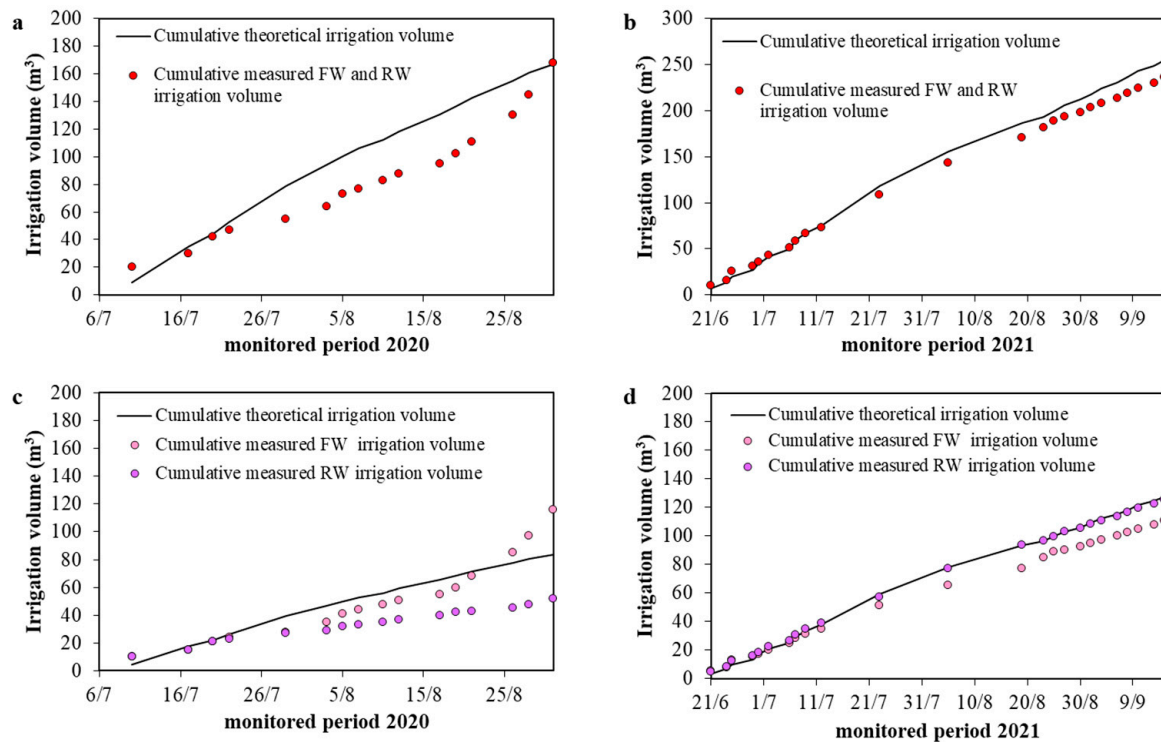 a
200
180
160
140
120
100
80
60
40
20
0
Irrigation volume (m³)
Cumulative theoretical irrigation volume
Cumulative measured FW and RW
irrigation volume
6/7 16/7 26/7 5/8 15/8 25/8
monitored period 2020
b
300
250
200
150
100
50
0
Irrigation volume (m³)
Cumulative theoretical irrigation volume
Cumulative measured FW and RW
irrigation volume
21/6 1/7 11/7 21/7 31/7 10/8 20/8 30/8 9/9
monitore period 2021
c
200
180
160
140
120
100
80
60
40
20
0
Irrigation volume (m³)
Cumulative theoretical irrigation volume
Cumulative measured FW irrigation volume
Cumulative measured RW irrigation volume
6/7 16/7 26/7 5/8 15/8 25/8
monitored period 2020
d
200
180
160
140
120
100
80
60
40
20
0
Irrigation volume (m³)
Cumulative theoretical irrigation volume
Cumulative measured FW irrigation volume
Cumulative measured RW irrigation volume
21/6 1/7 11/7 21/7 31/7 10/8 20/8 30/8 9/9
monitored period 2021